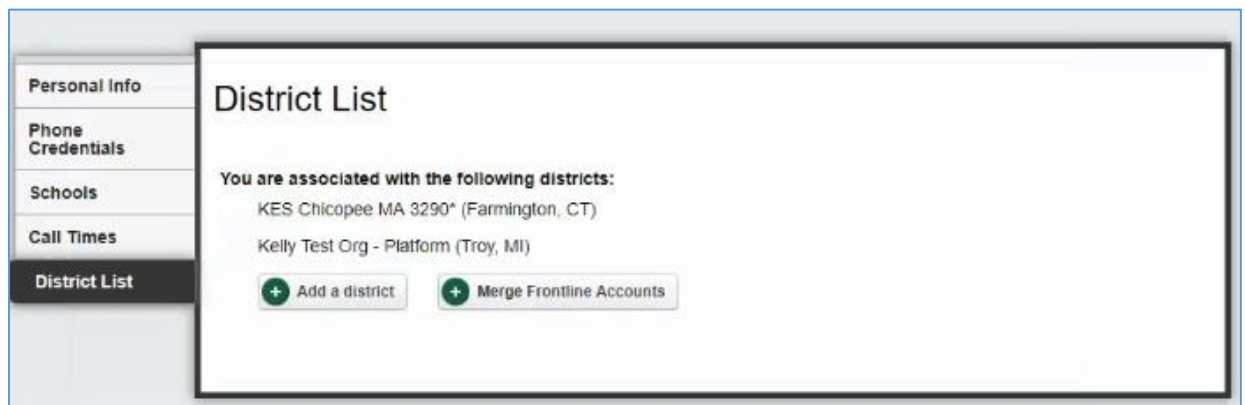 Personal Info
Phone
Credentials
Schools
Call Times
District List
District List
You are associated with the following districts:
KES Chicopee MA 3290* (Farmington, CT)
Kelly Test Org - Platform (Troy, MI)
Add a district
Merge Frontline Accounts